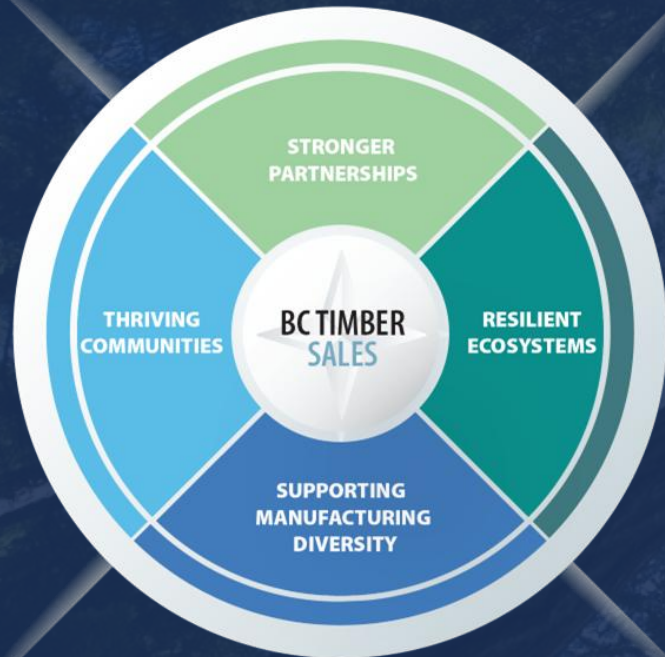 STRONGER
PARTNERSHIPS
THRIVING
COMMUNITIES
BC TIMBER
SALES
RESILIENT
ECOSYSTEMS
SUPPORTING
MANUFACTURING
DIVERSITY